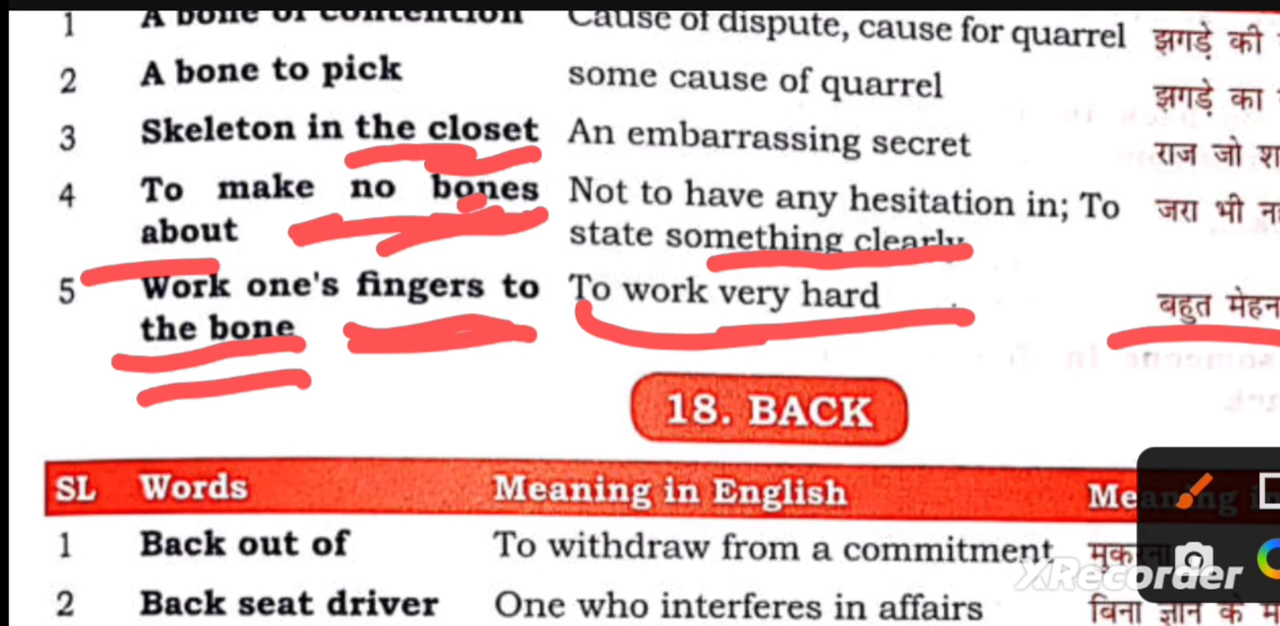 1 A bone of contention Cause of dispute, cause for quarrel झगड़े की
2 A bone to pick some cause of quarrel झगड़े का
3 Skeleton in the closet An embarrassing secret राज जो
4 To make no bones Not to have any hesitation in; To जरा भी
about state something clearly
5 Work one's fingers to To work very hard बहुत
the bone
18. BACK
SL Words Meaning in English
1 Back out of To withdraw from a commitment मुकरना
2 Back seat driver One who interferes in affairs बिना ज्ञान के
XRecorder